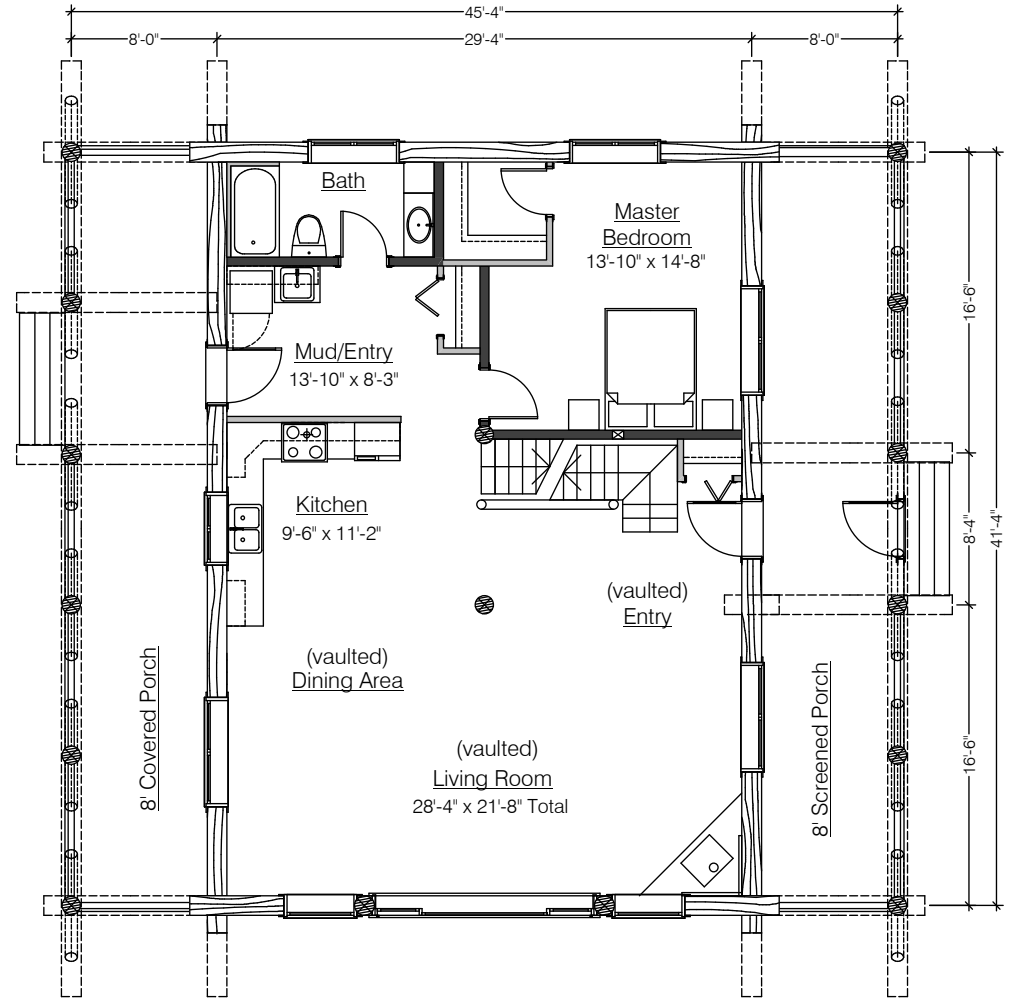 45'-4"
8'-0"
29'-4"
8'-0"
Bath
Master
Bedroom
13'-10" x 14'-8"
16'-6"
Mud/Entry
13'-10" x 8'-3"
Kitchen
9'-6" x 11'-2"
8'-4"
41'-4"
(vaulted)
Entry
(vaulted)
Dining Area
8' Covered Porch
8' Screened Porch
(vaulted)
Living Room
28'-4" x 21'-8" Total
16'-6"